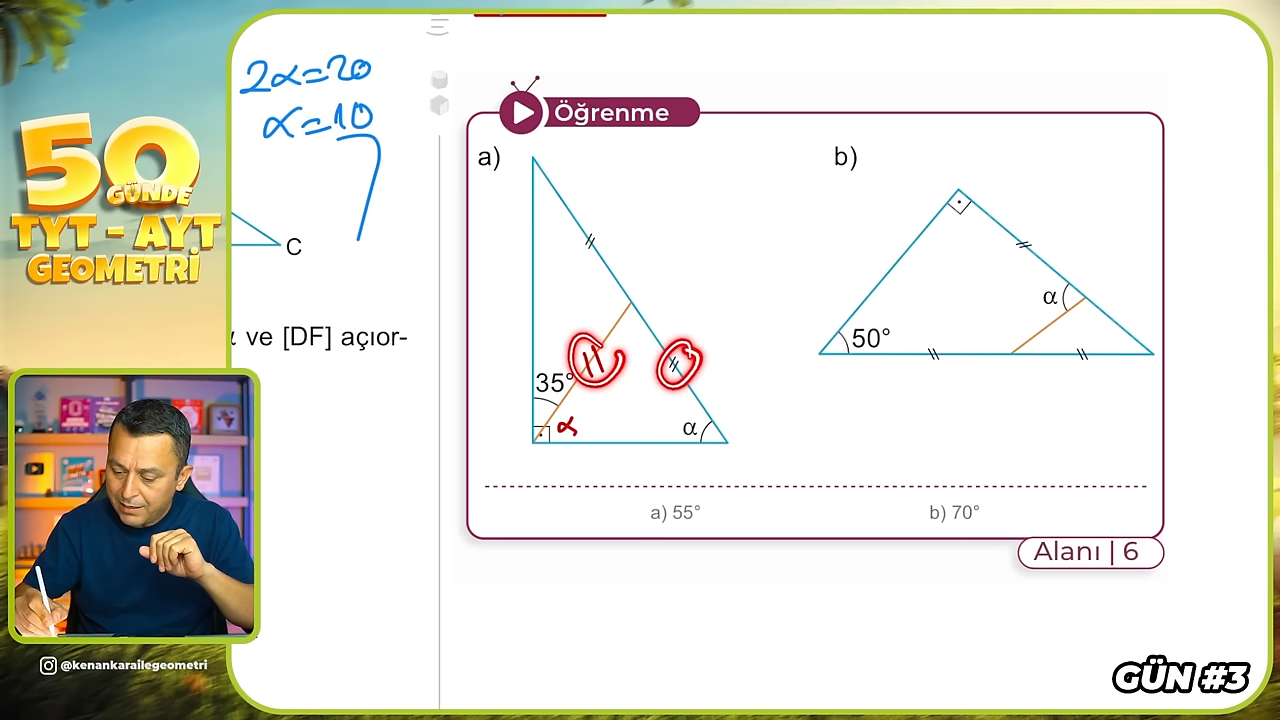 50
GÜNDE
TYT - AYT
GEOMETRİ
2α=20
α=10
C
α ve [DF] açıor-
Öğrenme
a)
35°
α
α
b)
α
50°
a) 55°
b) 70°
Alanı | 6
@kenankarailegeometri
GÜN #3